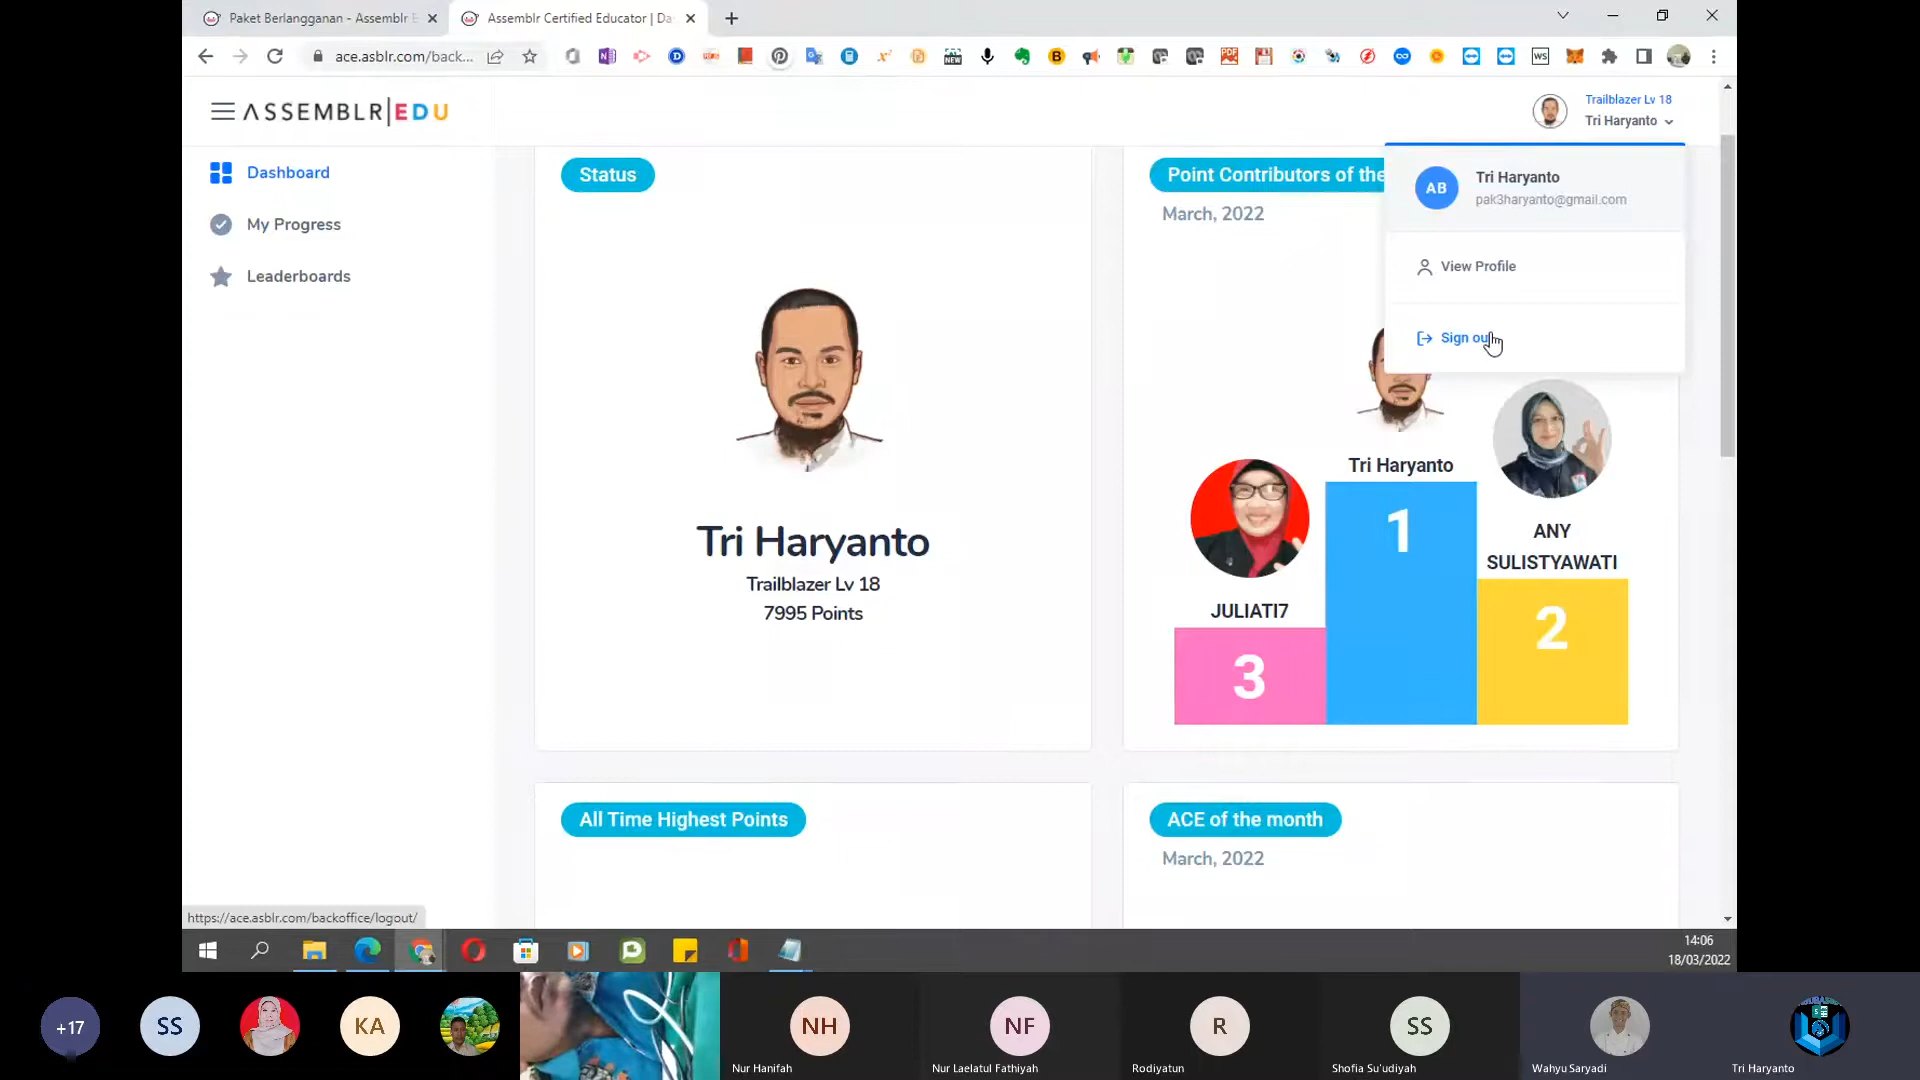 Paket Berlangganan - Assemblr E
Assemblr Certified Educator | Da
ace.asblr.com/back...
ASSEMBLR|EDU
Trailblazer Lv 18
Tri Haryanto
Dashboard
My Progress
Leaderboards
Status
Tri Haryanto
Trailblazer Lv 18
7995 Points
Point Contributors of the
March, 2022
AB
Tri Haryanto
pak3haryanto@gmail.com
View Profile
Sign out
Tri Haryanto
1
ANY
SULISTYAWATI
2
JULIATI7
3
All Time Highest Points
ACE of the month
March, 2022
https://ace.asblr.com/backoffice/logout/
14:06
18/03/2022
+17
SS
KA
NH
Nur Hanifah
NF
Nur Laelatul Fathiyah
R
Rodiyatun
SS
Shofia Su'udiyah
Wahyu Saryadi
Tri Haryanto